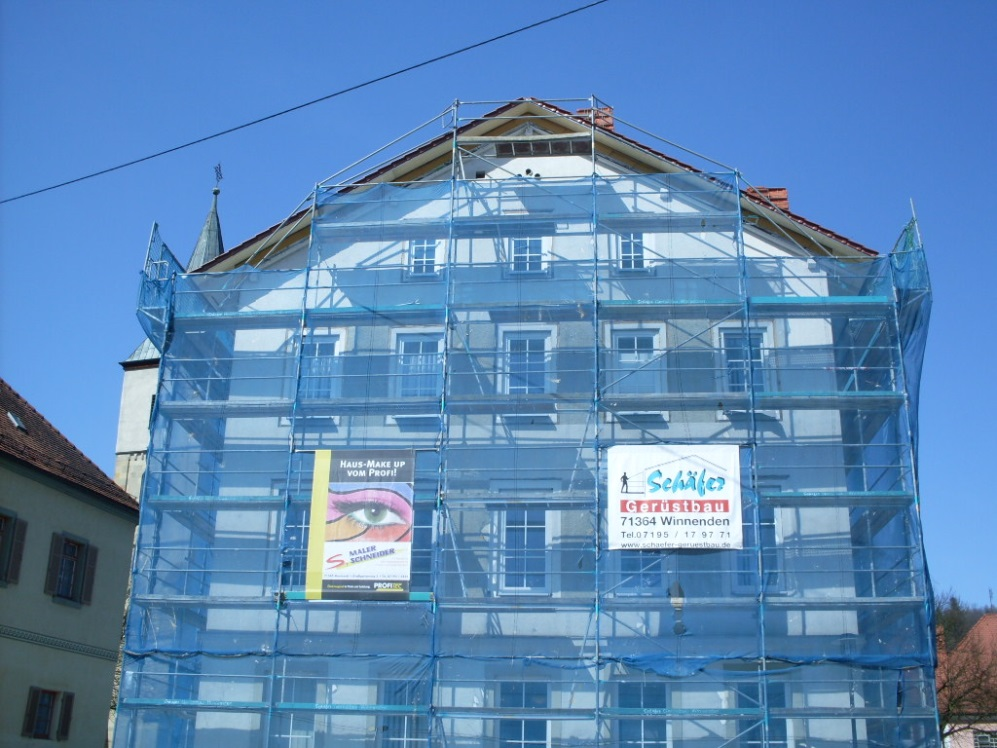 HAUS-MAKE UP
VOM PROFI!
S. MALER
SCHNEIDER
PROFI
Schäfer
Gerüstbau
71364 Winnenden
Tel.07195 / 17 97 71
www.schaefer-geruestbau.de